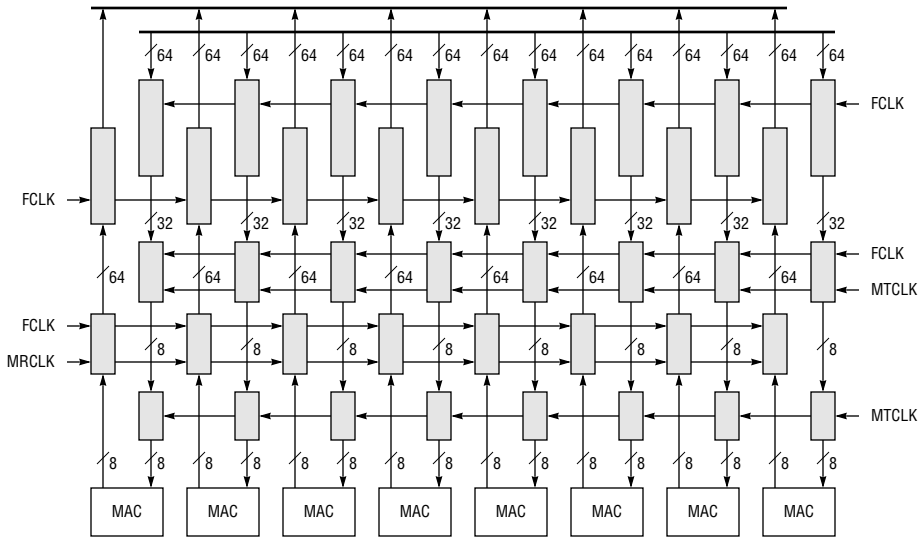 64 64 64 64 64 64 64 64 64 64 64 64 64 64 64
FCLK
FCLK
32 32 32 32 32 32 32 32
FCLK
64 64 64 64 64 64 64 64
MTCLK
FCLK
8 8 8 8 8 8 8 8
MRCLK
MTCLK
8 8 8 8 8 8 8 8 8 8 8 8 8 8 8 8
MAC MAC MAC MAC MAC MAC MAC MAC